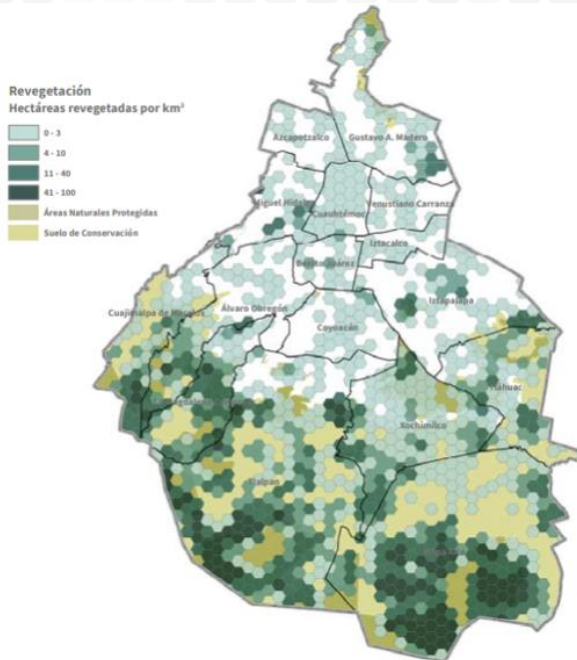 Revegetación
Hectáreas revegetadas por km²
0 - 3
4 - 10
11 - 40
41 - 100
Áreas Naturales Protegidas
Suelo de Conservación
Azcapotzalco
Gustavo A. Madero
Miguel Hidalgo
Cuauhtémoc
Venustiano Carranza
Iztacalco
Benito Juárez
Cuajimalpa de Morelos
Álvaro Obregón
Coyoacán
Iztapalapa
Tláhuac
Xochimilco
Tlalpan